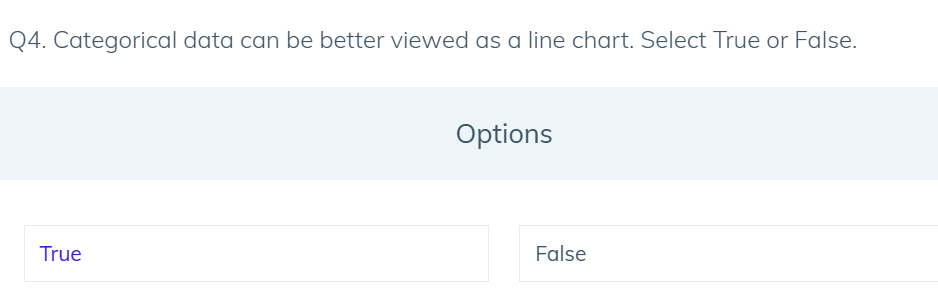 Q4. Categorical data can be better viewed as a line chart. Select True or False.
Options
True
False